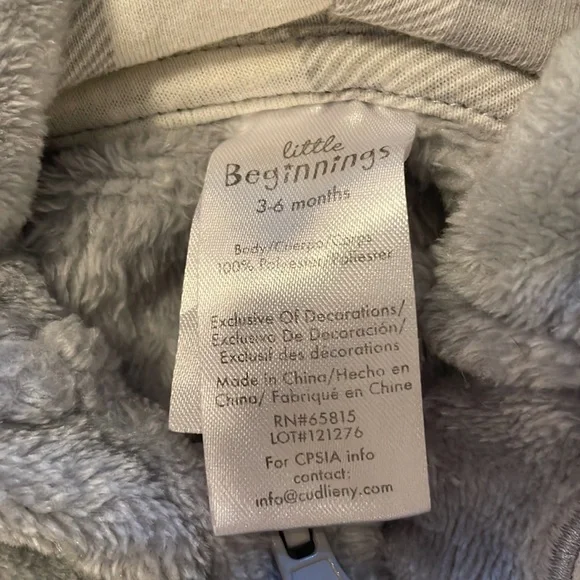 little
Beginnings
3-6 months
Body/Cuerpo/Corps
100% Polyester/Poliester
Exclusive Of Decorations/
Exclusivo De Decoración/
Exclusif des décorations
Made in China/Hecho en
China/ Fabriqué en Chine
RN#65815
LOT#121276
For CPSIA info
contact:
info@cudlieny.com